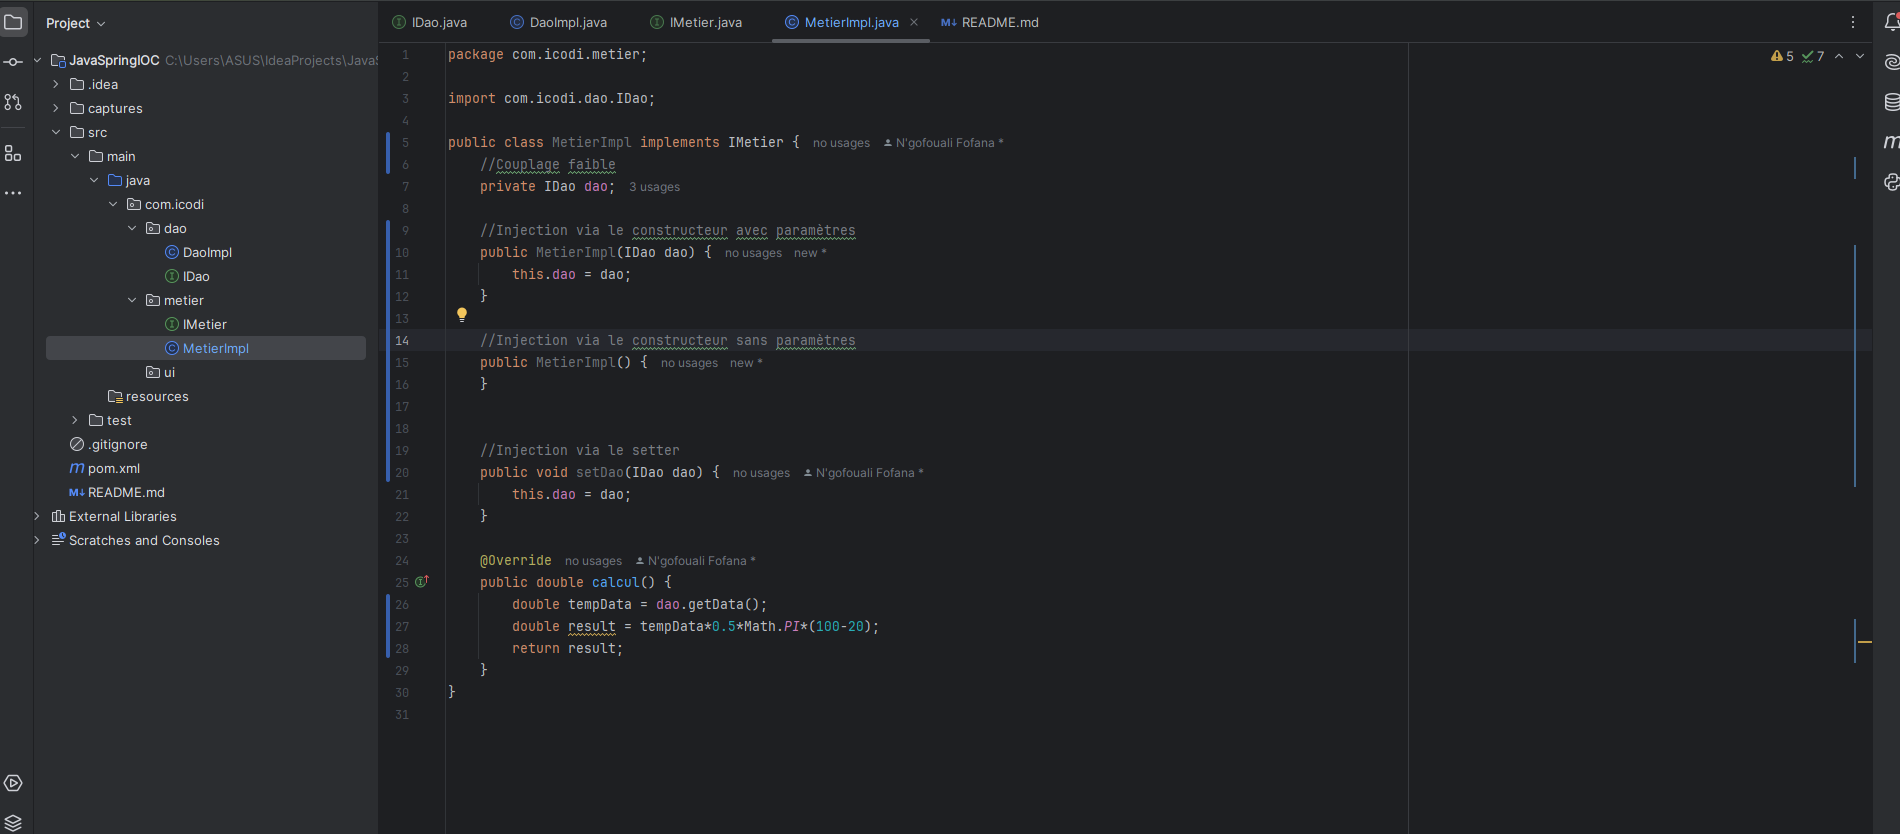 Project
IDao.java DaoImpl.java IMetier.java MetierImpl.java README.md
JavaSpringIOC C:\Users\ASUS\IdeaProjects\JavaS
.idea
captures
src
main
java
com.icodi
dao
DaoImpl
IDao
metier
IMetier
MetierImpl
ui
resources
test
.gitignore
pom.xml
README.md
External Libraries
Scratches and Consoles
5 7
1 package com.icodi.metier;
2
3 import com.icodi.dao.IDao;
4
5 public class MetierImpl implements IMetier { no usages N'gofouali Fofana *
6 //Couplage faible
7 private IDao dao; 3 usages
8
9 //Injection via le constructeur avec paramètres
10 public MetierImpl(IDao dao) { no usages new *
11 this.dao = dao;
12 }
13
14 //Injection via le constructeur sans paramètres
15 public MetierImpl() { no usages new *
16 }
17
18
19 //Injection via le setter
20 public void setDao(IDao dao) { no usages N'gofouali Fofana *
21 this.dao = dao;
22 }
23
24 @Override no usages N'gofouali Fofana *
25 public double calcul() {
26 double tempData = dao.getData();
27 double result = tempData*0.5*Math.PI*(100-20);
28 return result;
29 }
30 }
31